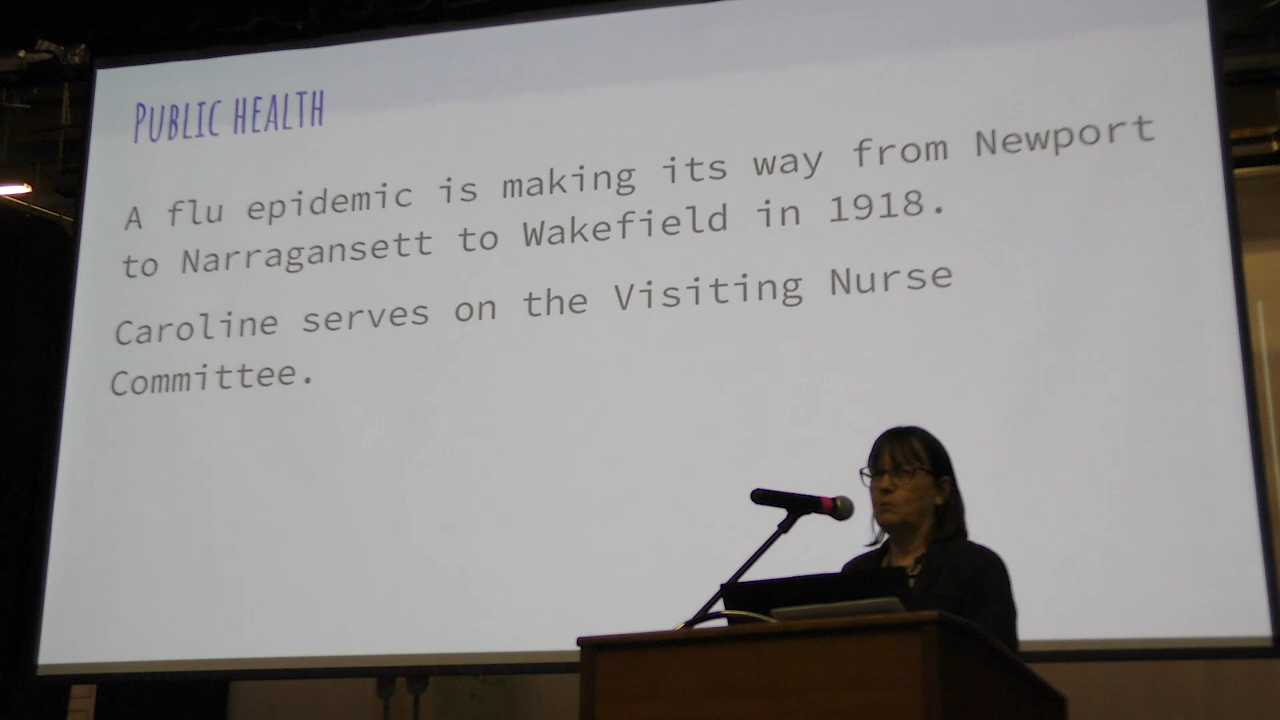 PUBLIC HEALTH
A flu epidemic is making its way from Newport
to Narragansett to Wakefield in 1918.
Caroline serves on the Visiting Nurse
Committee.